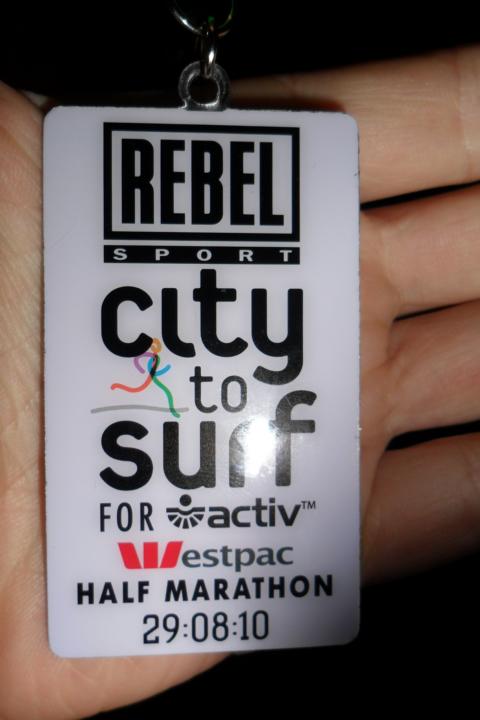 REBEL
SPORT
city
to
surf
FOR activ™
Westpac
HALF MARATHON
29:08:10